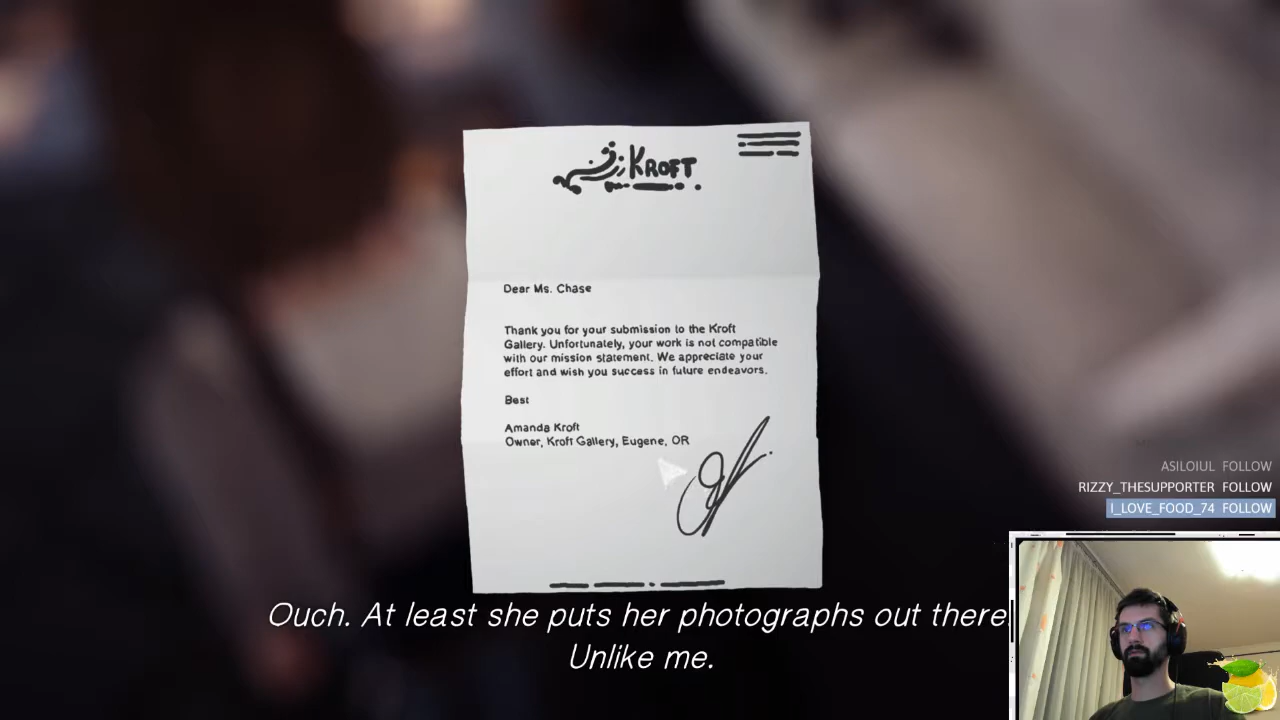 KROFT
Dear Ms. Chase
Thank you for your submission to the Kroft
Gallery. Unfortunately, your work is not compatible
with our mission statement. We appreciate your
effort and wish you success in future endeavors.
Best
Amanda Kroft
Owner, Kroft Gallery, Eugene, OR
Ouch. At least she puts her photographs out there.
Unlike me.
ASILOIUL FOLLOW
RIZZY_THESUPPORTER FOLLOW
I_LOVE_FOOD_74 FOLLOW